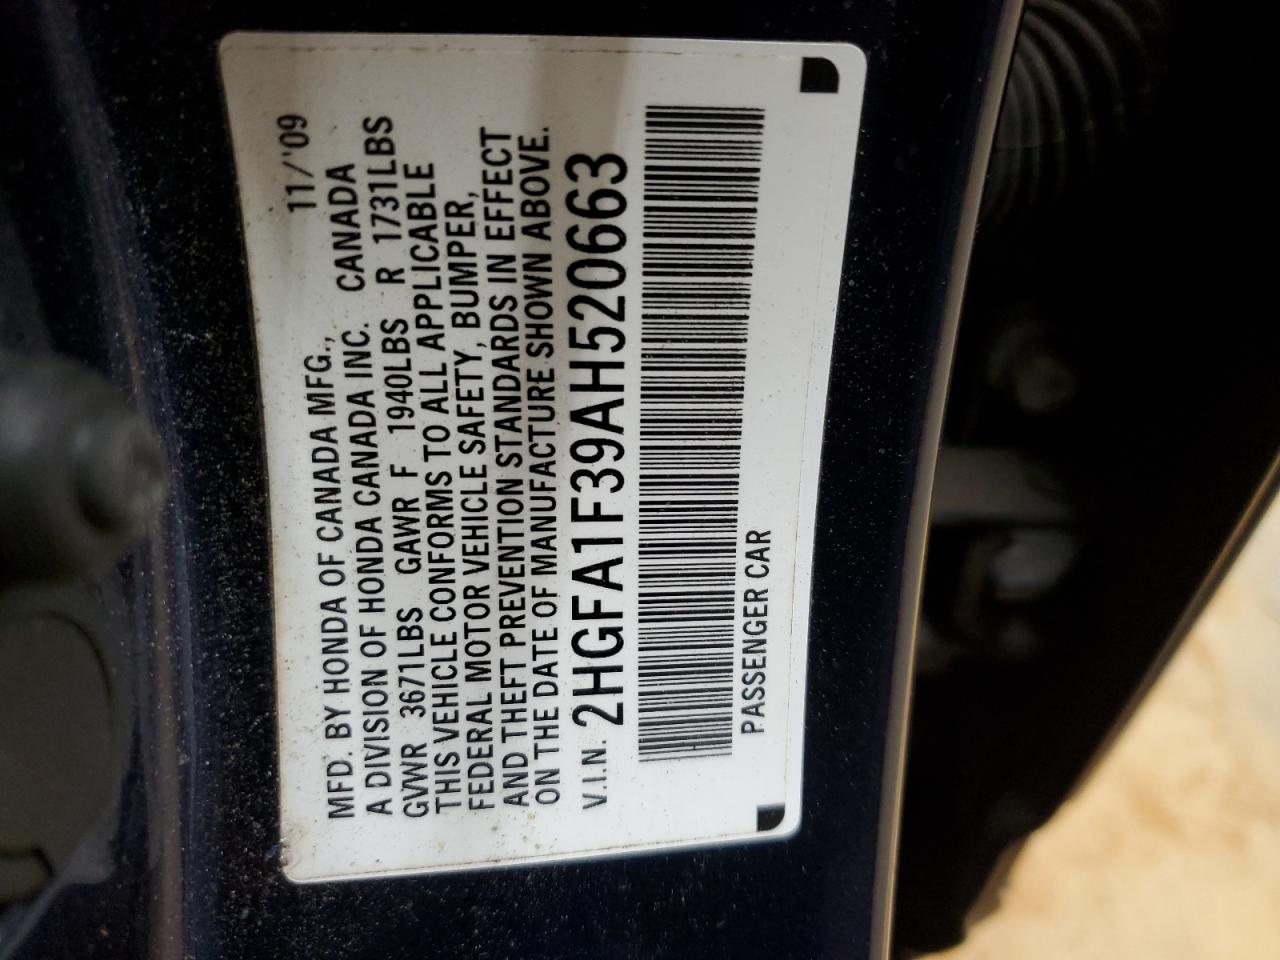 11/'09
MFD. BY HONDA OF CANADA MFG.,
A DIVISION OF HONDA CANADA INC. CANADA
GVWR 3671LBS GAWR F 1940LBS R 1731LBS
THIS VEHICLE CONFORMS TO ALL APPLICABLE
FEDERAL MOTOR VEHICLE SAFETY, BUMPER,
AND THEFT PREVENTION STANDARDS IN EFFECT
ON THE DATE OF MANUFACTURE SHOWN ABOVE.
V.I.N. 2HGFA1F39AH520663
PASSENGER CAR